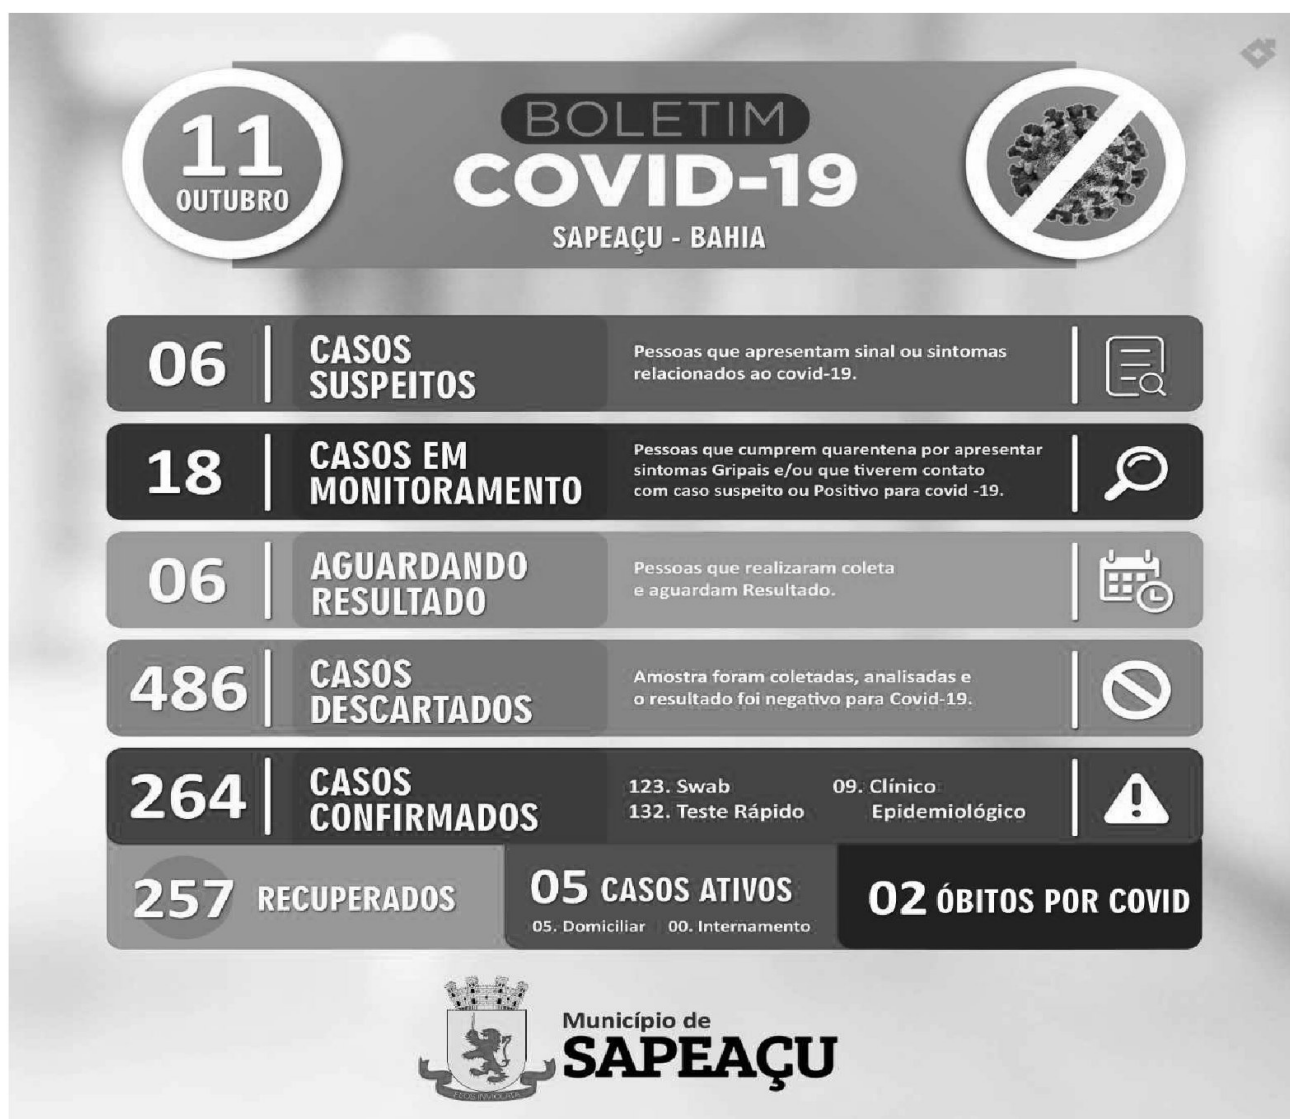 11
OUTUBRO
BOLETIM
COVID-19
SAPEAÇU - BAHIA
06
CASOS
SUSPEITOS
Pessoas que apresentam sinal ou sintomas
relacionados ao covid-19.
18
CASOS EM
MONITORAMENTO
Pessoas que cumprem quarentena por apresentar
sintomas Gripais e/ou que tiverem contato
com caso suspeito ou Positivo para covid -19.
06
AGUARDANDO
RESULTADO
Pessoas que realizaram coleta
e aguardam Resultado.
486
CASOS
DESCARTADOS
Amostra foram coletadas, analisadas e
o resultado foi negativo para Covid-19.
264
CASOS
CONFIRMADOS
123. Swab
132. Teste Rápido
09. Clínico
Epidemiológico
257 RECUPERADOS
05 CASOS ATIVOS
05. Domiciliar 00. Internamento
02 ÓBITOS POR COVID
Município de
SAPEAÇU